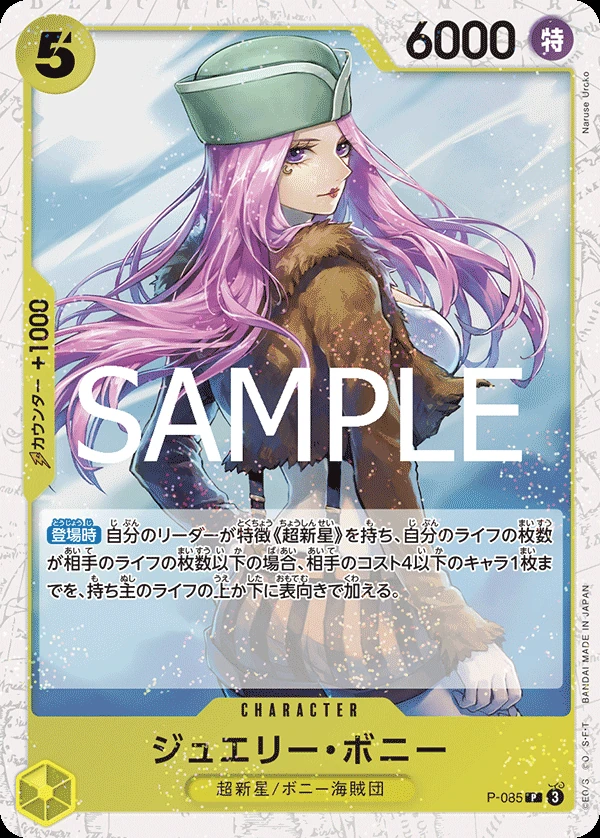 5
6000
特
Naruse Urcko
カウンター +1000
SAMPLE
登場時 自分のリーダーが特徴《超新星》を持ち、自分のライフの枚数
が相手のライフの枚数以下の場合、相手のコスト4以下のキャラ1枚ま
でを、持ち主のライフの上か下に表向きで加える。
BANDAI MADE IN JAPAN
CHARACTER
ジュエリー・ボニー
超新星/ボニー海賊団
P-085 P 3